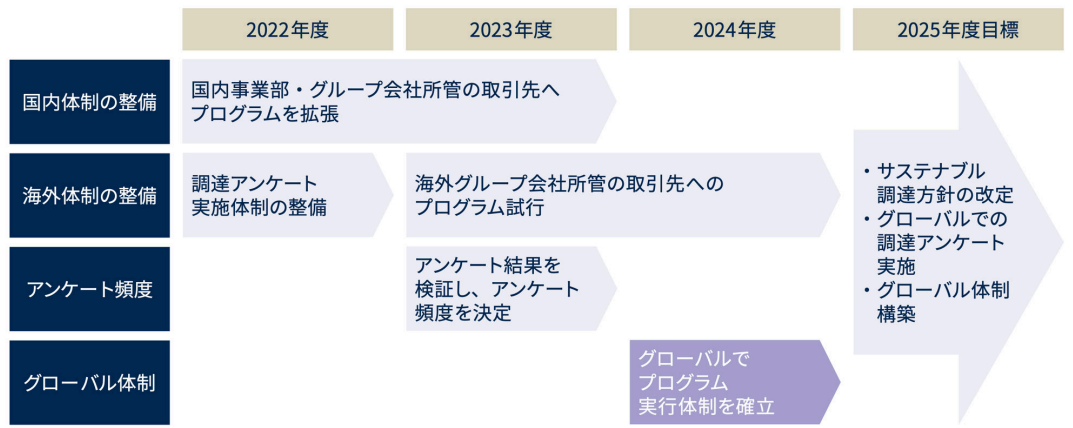 2022年度
2023年度
2024年度
2025年度目標
国内体制の整備
国内事業部・グループ会社所管の取引先へ
プログラムを拡張
海外体制の整備
調達アンケート
実施体制の整備
海外グループ会社所管の取引先への
プログラム試行
アンケート頻度
アンケート結果を
検証し、アンケート
頻度を決定
グローバル体制
グローバルで
プログラム
実行体制を確立
・サステナブル
調達方針の改定
・グローバルでの
調達アンケート
実施
・グローバル体制
構築